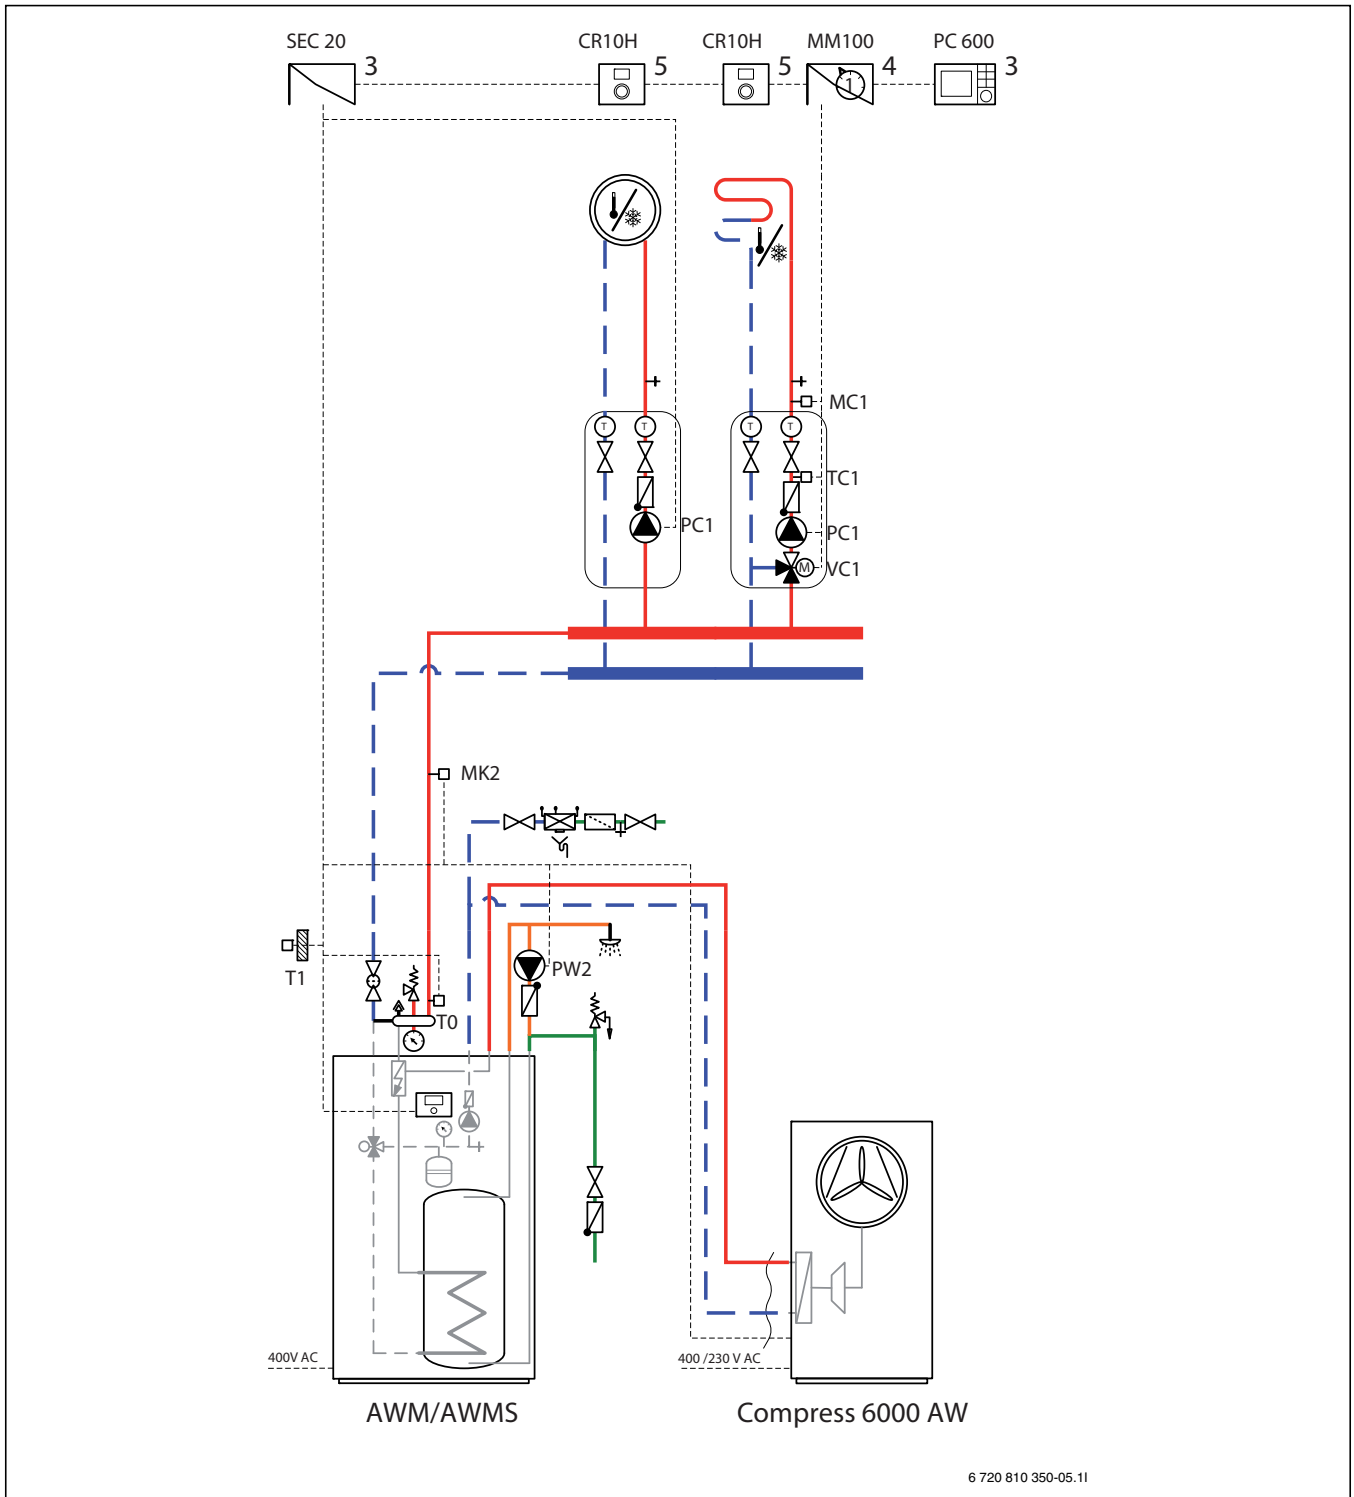 SEC 20 CR10H CR10H MM100 PC 600
3 5 5 4 3
1
MC1
T T T T
TC1
PC1 PC1
M VC1
MK2
T1
PW2
T0
400V AC 400 /230 V AC
AWM/AWMS Compress 6000 AW
6 720 810 350-05.1I